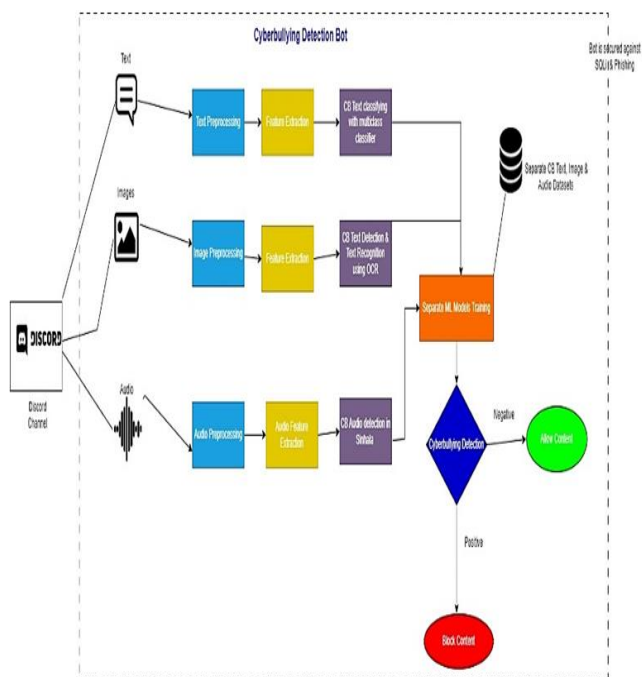 Cyberbullying Detection Bot
Bot is secured against
SQLi & Phishing
Text
Text Preprocessing
Feature Extraction
CB Text classifying
with multiclass
classifier
Separate CB Text, Image &
Audio Datasets
Images
Image Preprocessing
Feature Extraction
CB Text Detection &
Text Recognition
using OCR
Separate ML Models Training
DISCORD
Discord
Channel
Audio
Audio Preprocessing
Audio Feature
Extraction
CB Audio detection in
Sinhala
Cyberbullying Detection
Negative
Allow Content
Positive
Block Content